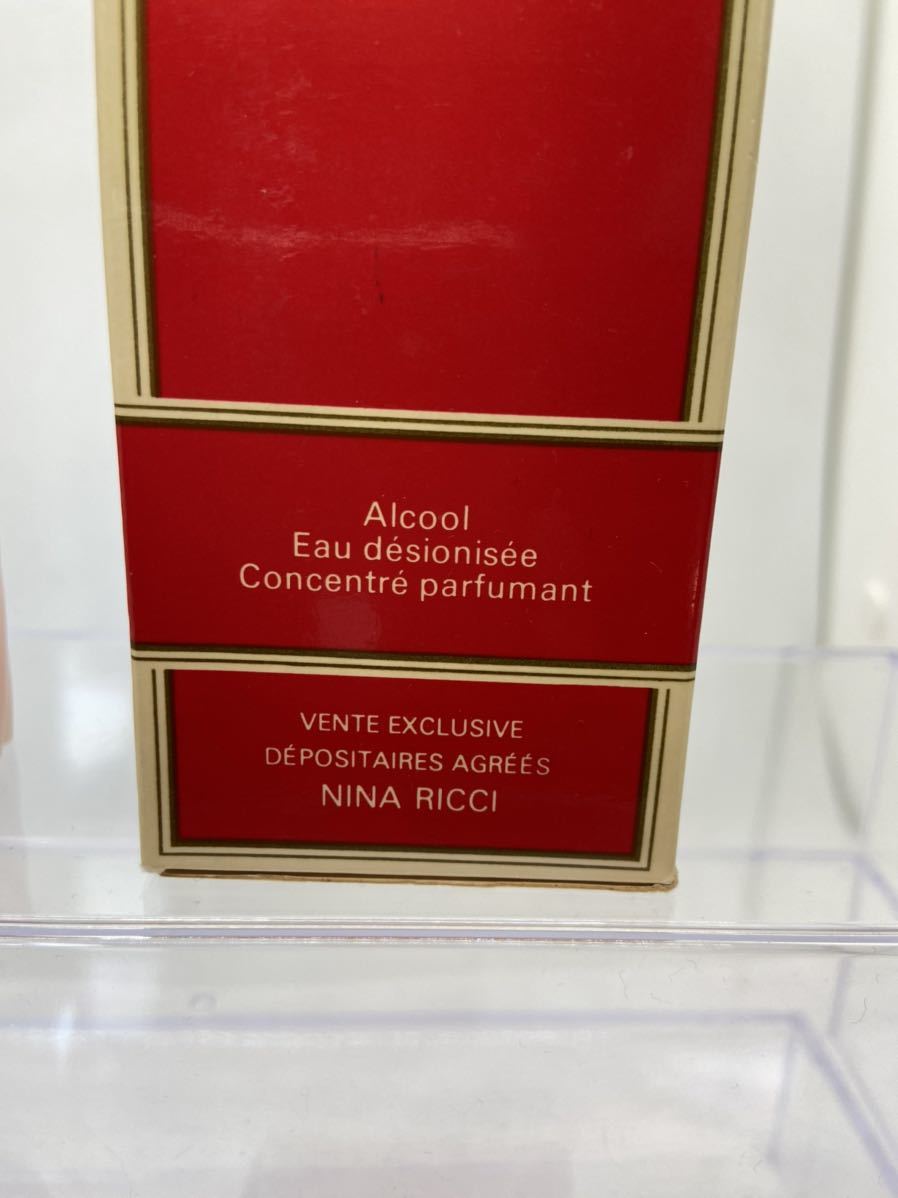 Alcool
Eau désionisée
Concentré parfumant
VENTE EXCLUSIVE
DÉPOSITAIRES AGRÉÉS
NINA RICCI